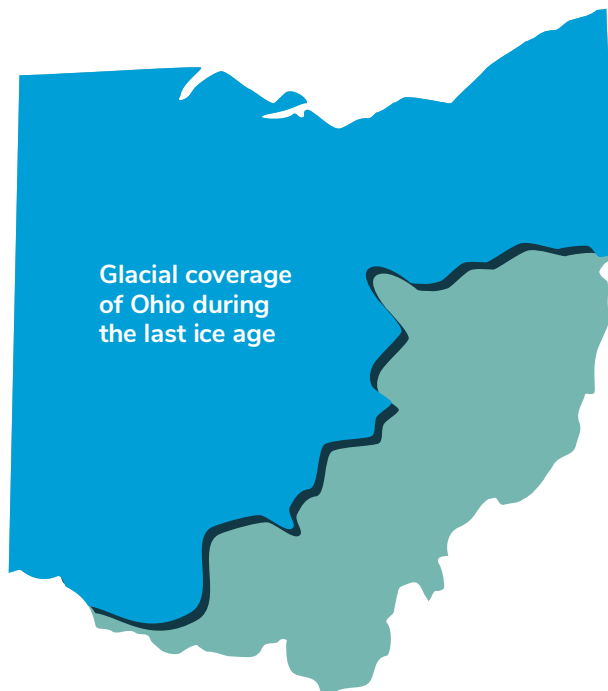 Glacial coverage
of Ohio during
the last ice age